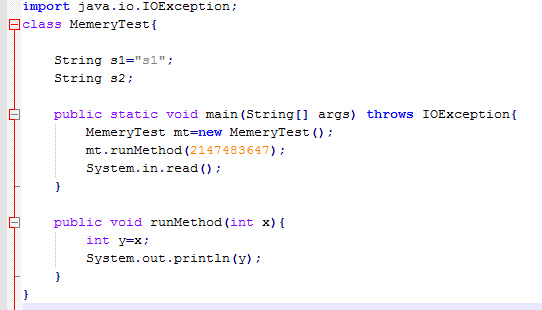 import java.io.IOException;
class MemeryTest{
String s1="s1";
String s2;
public static void main(String[] args) throws IOException{
MemeryTest mt=new MemeryTest();
mt.runMethod(2147483647);
System.in.read();
}
public void runMethod(int x){
int y=x;
System.out.println(y);
}
}